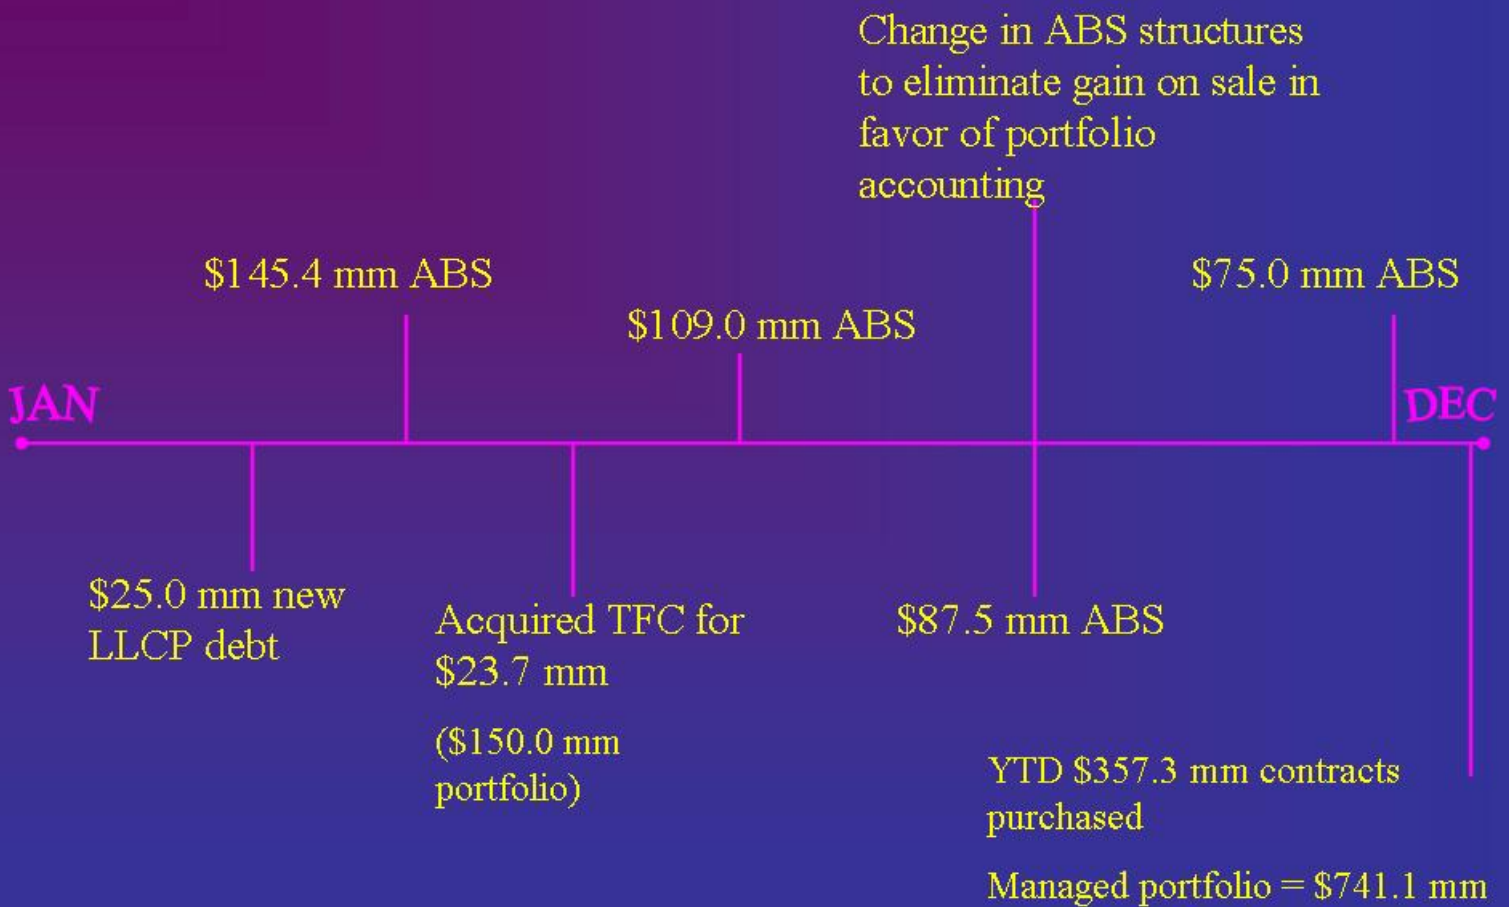 Change in ABS structures
to eliminate gain on sale in
favor of portfolio
accounting
$145.4 mm ABS
$75.0 mm ABS
$109.0 mm ABS
JAN
DEC
$25.0 mm new
LLCP debt
Acquired TFC for
$23.7 mm
($150.0 mm
portfolio)
$87.5 mm ABS
YTD $357.3 mm contracts
purchased
Managed portfolio = $741.1 mm